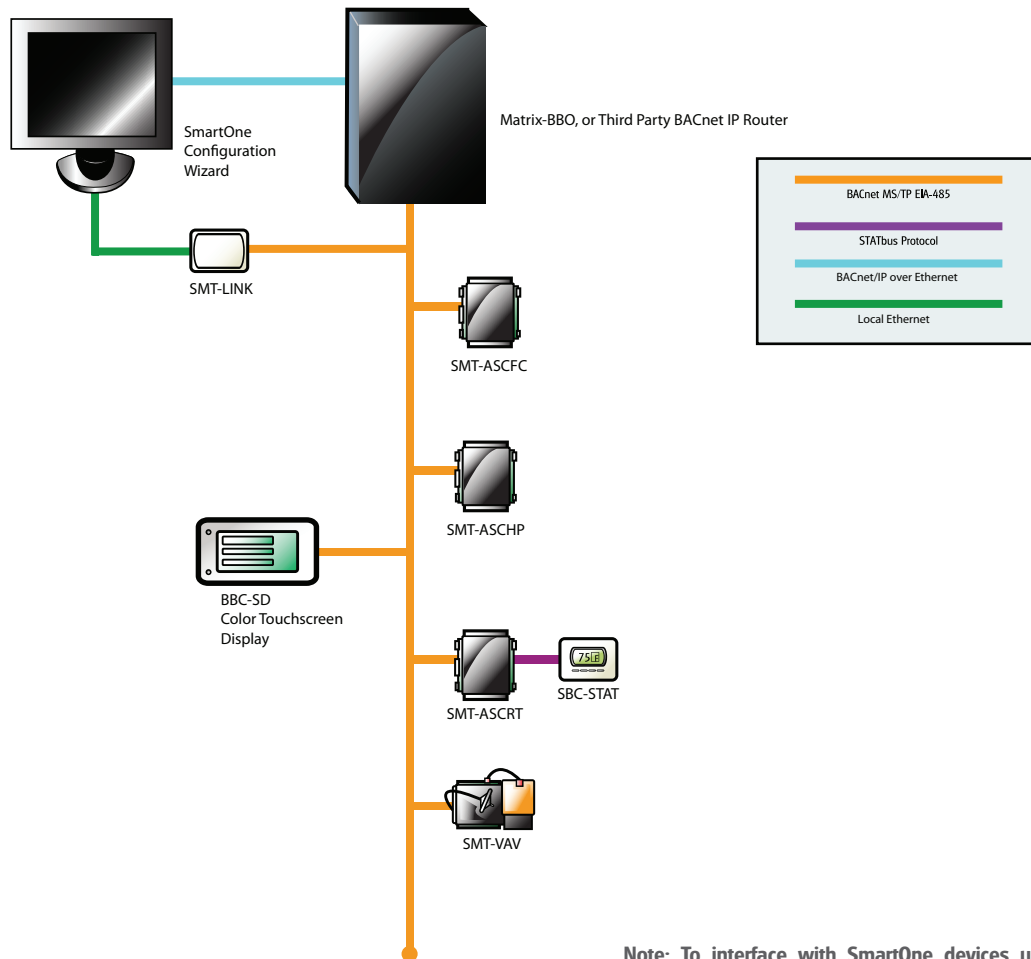 SmartOne
Configuration
Wizard
Matrix-BBO, or Third Party BACnet IP Router
BACnet MS/TP EIA-485
STATbus Protocol
BACnet/IP over Ethernet
Local Ethernet
SMT-LINK
SMT-ASCFC
SMT-ASCHP
BBC-SD
Color Touchscreen
Display
75F
SBC-STAT
SMT-ASCRT
SMT-VAV
Note: To interface with SmartOne devices u